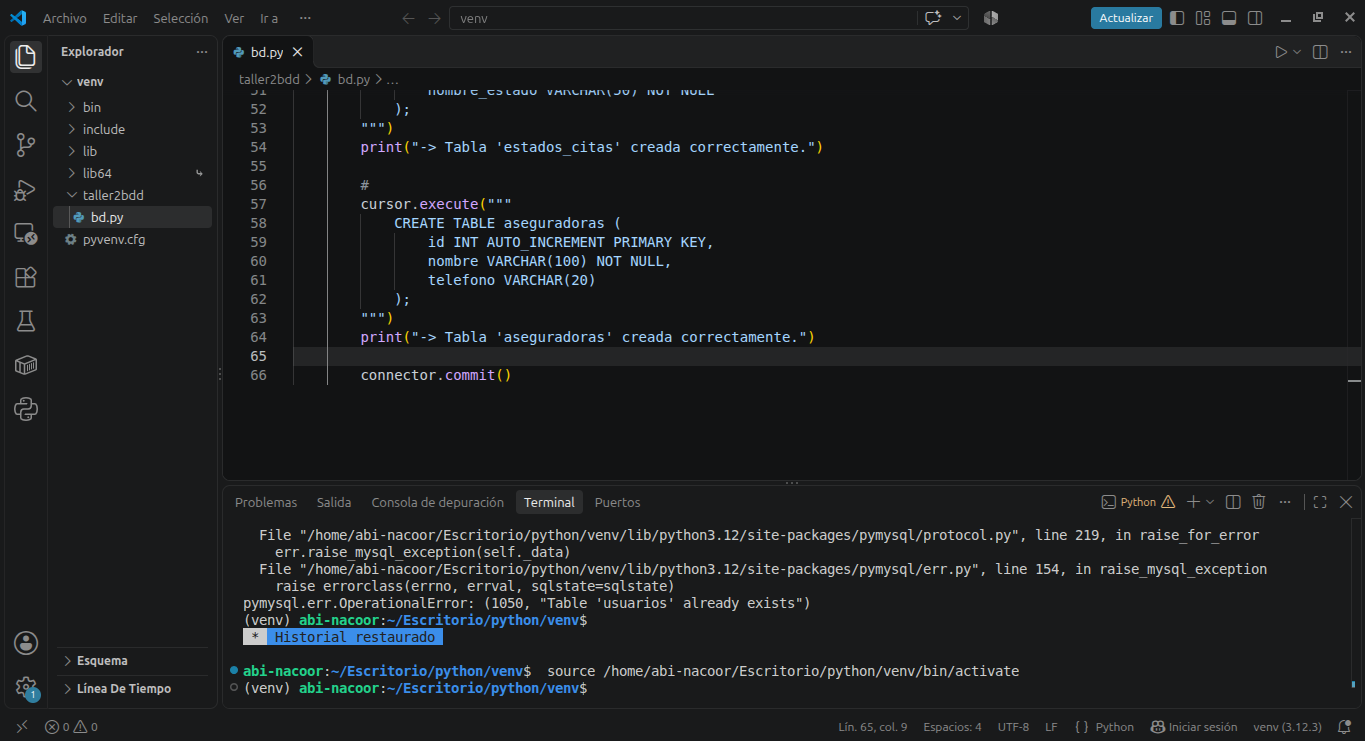 Archivo Editar Selección Ver Ir a ···
venv
Actualizar
Explorador
venv
bin
include
lib
lib64
taller2bdd
bd.py
pyvenv.cfg
Esquema
Línea De Tiempo
1
bd.py
taller2bdd > bd.py > ...
51 nombre_estado VARCHAR(50) NOT NULL
52 );
53 """)
54 print("-> Tabla 'estados_citas' creada correctamente.")
55
56 #
57 cursor.execute("""
58 CREATE TABLE aseguradoras (
59 id INT AUTO_INCREMENT PRIMARY KEY,
60 nombre VARCHAR(100) NOT NULL,
61 telefono VARCHAR(20)
62 );
63 """)
64 print("-> Tabla 'aseguradoras' creada correctamente.")
65
66 connector.commit()
Problemas Salida Consola de depuración Terminal Puertos
Python
File "/home/abi-nacoor/Escritorio/python/venv/lib/python3.12/site-packages/pymysql/protocol.py", line 219, in raise_for_error
err.raise_mysql_exception(self._data)
File "/home/abi-nacoor/Escritorio/python/venv/lib/python3.12/site-packages/pymysql/err.py", line 154, in raise_mysql_exception
raise errorclass(errno, errval, sqlstate=sqlstate)
pymysql.err.OperationalError: (1050, "Table 'usuarios' already exists")
(venv) abi-nacoor:~/Escritorio/python/venv$
* Historial restaurado
abi-nacoor:~/Escritorio/python/venv$ source /home/abi-nacoor/Escritorio/python/venv/bin/activate
(venv) abi-nacoor:~/Escritorio/python/venv$
0 0
Lín. 65, col. 9 Espacios: 4 UTF-8 LF { } Python Iniciar sesión venv (3.12.3)